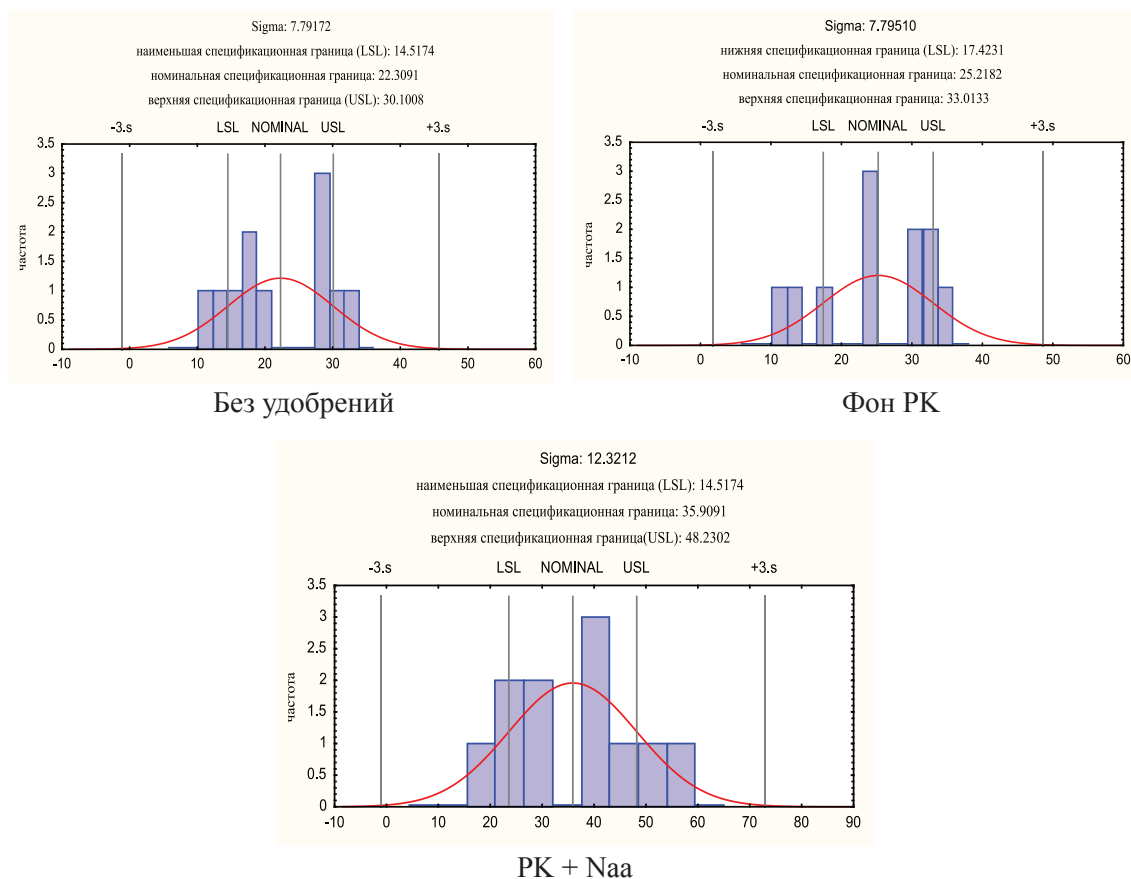 Sigma: 7.79172
наименьшая спецификационная граница (LSL): 14.5174
номинальная спецификационная граница: 22.3091
верхняя спецификационная граница (USL): 30.1008
-3.s LSL NOMINAL USL +3.s
3.5
3
2.5
2
1.5
1
0.5
0
частота
-10 0 10 20 30 40 50 60
Без удобрений
Sigma: 7.79510
нижняя спецификационная граница (LSL): 17.4231
номинальная спецификационная граница: 25.2182
верхняя спецификационная граница: 33.0133
-3.s LSL NOMINAL USL +3.s
3.5
3
2.5
2
1.5
1
0.5
0
частота
-10 0 10 20 30 40 50 60
Фон РК
Sigma: 12.3212
наименьшая спецификационная граница (LSL): 14.5174
номинальная спецификационная граница: 35.9091
верхняя спецификационная граница(USL): 48.2302
-3.s LSL NOMINAL USL +3.s
3.5
3
2.5
2
1.5
1
0.5
0
частота
-10 0 10 20 30 40 50 60 70 80 90
РК + Naa